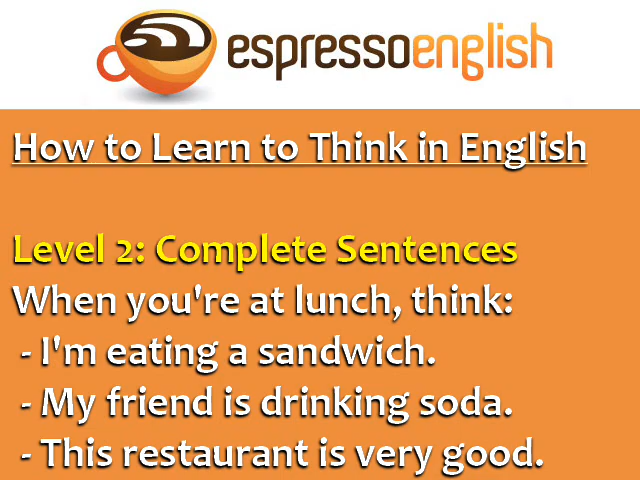 espressoenglish
How to Learn to Think in English
Level 2: Complete Sentences
When you're at lunch, think:
- I'm eating a sandwich.
- My friend is drinking soda.
- This restaurant is very good.